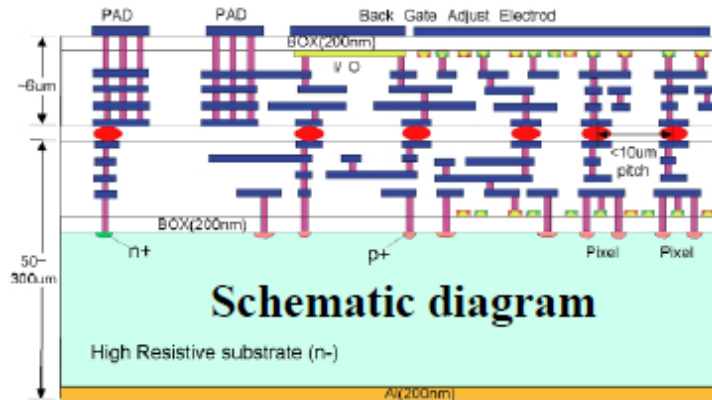 PAD
PAD
Back Gate Adjust Electrod
BOX(200nm)
I/ O
~6um
<10um
pitch
BOX(200nm)
n+
p+
Pixel
Pixel
50~
300um
Schematic diagram
High Resistive substrate (n-)
Al(200nm)